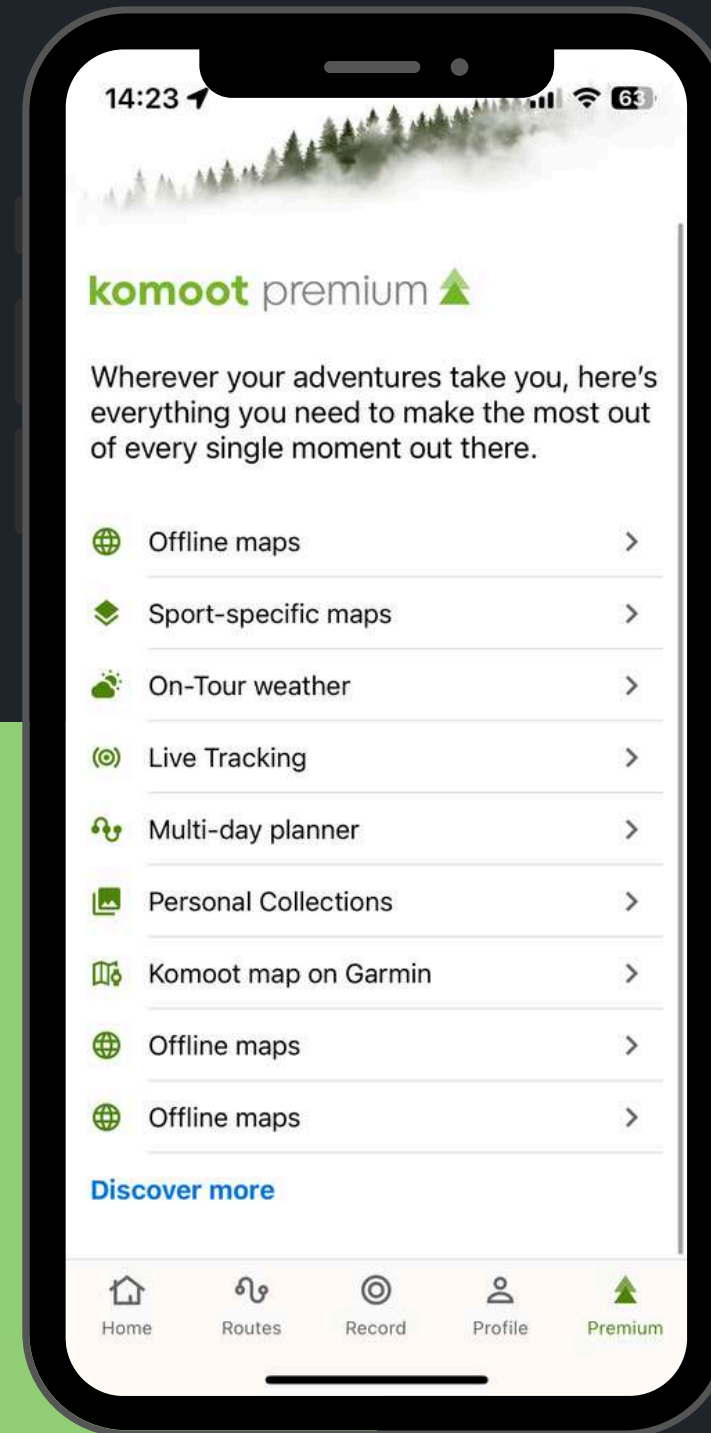 14:23
63
komoot premium
Wherever your adventures take you, here's
everything you need to make the most out
of every single moment out there.
Offline maps
Sport-specific maps
On-Tour weather
Live Tracking
Multi-day planner
Personal Collections
Komoot map on Garmin
Offline maps
Offline maps
Discover more
Home Routes Record Profile Premium